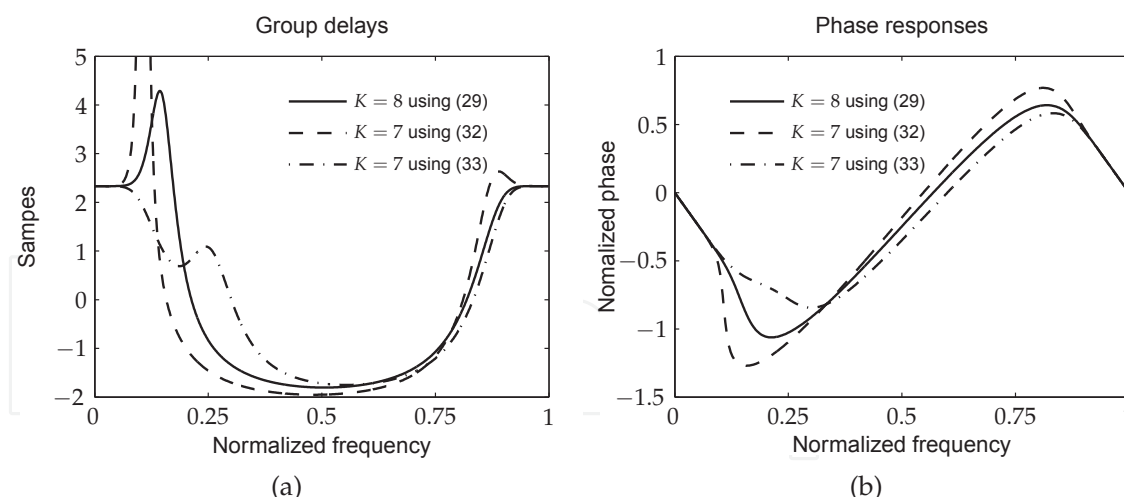 Group delays
5
4
3
2
1
0
−1
−2
Sampes
K = 8 using (29)
K = 7 using (32)
K = 7 using (33)
0
0.25
0.5
0.75
1
Normalized frequency
(a)
Phase responses
1
0.5
0
−0.5
−1
−1.5
Nomalized phase
K = 8 using (29)
K = 7 using (32)
K = 7 using (33)
0
0.25
0.5
0.75
1
Normalized frequency
(b)